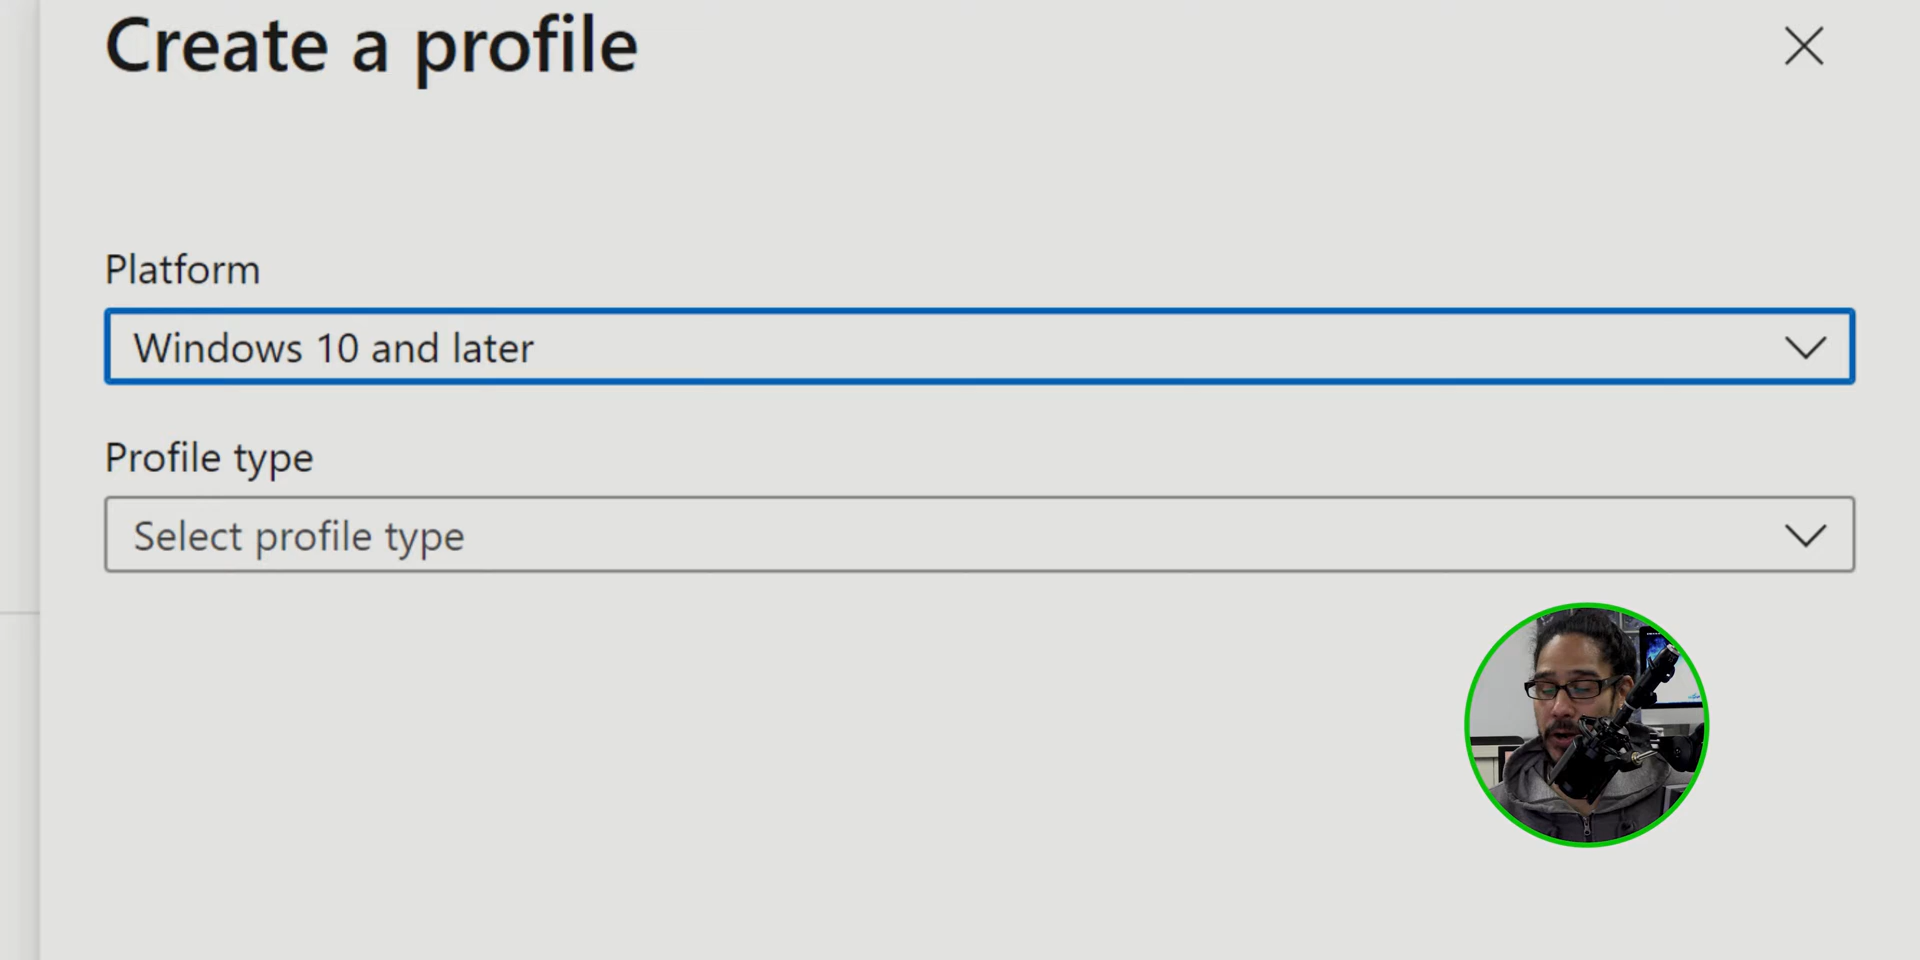 Create a profile
Platform
Windows 10 and later
Profile type
Select profile type